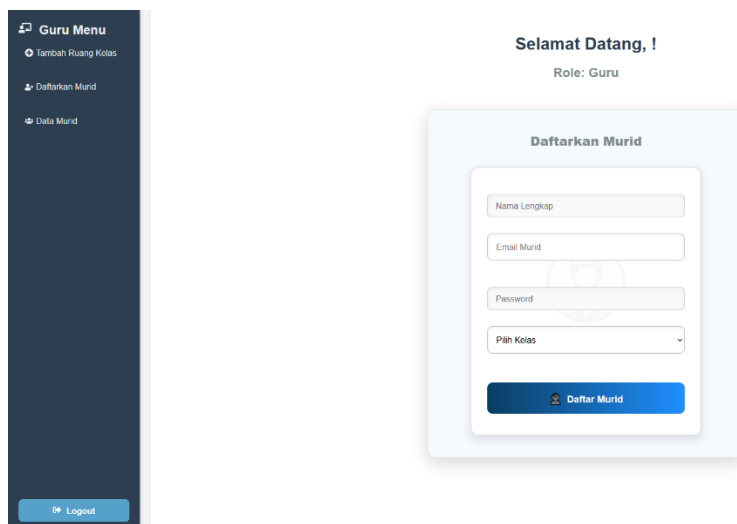 Guru Menu
Tambah Ruang Kelas
Daftarkan Murid
Data Murid
Logout
Selamat Datang, !
Role: Guru
Daftarkan Murid
Nama Lengkap
Email Murid
Password
Pilih Kelas
Daftar Murid